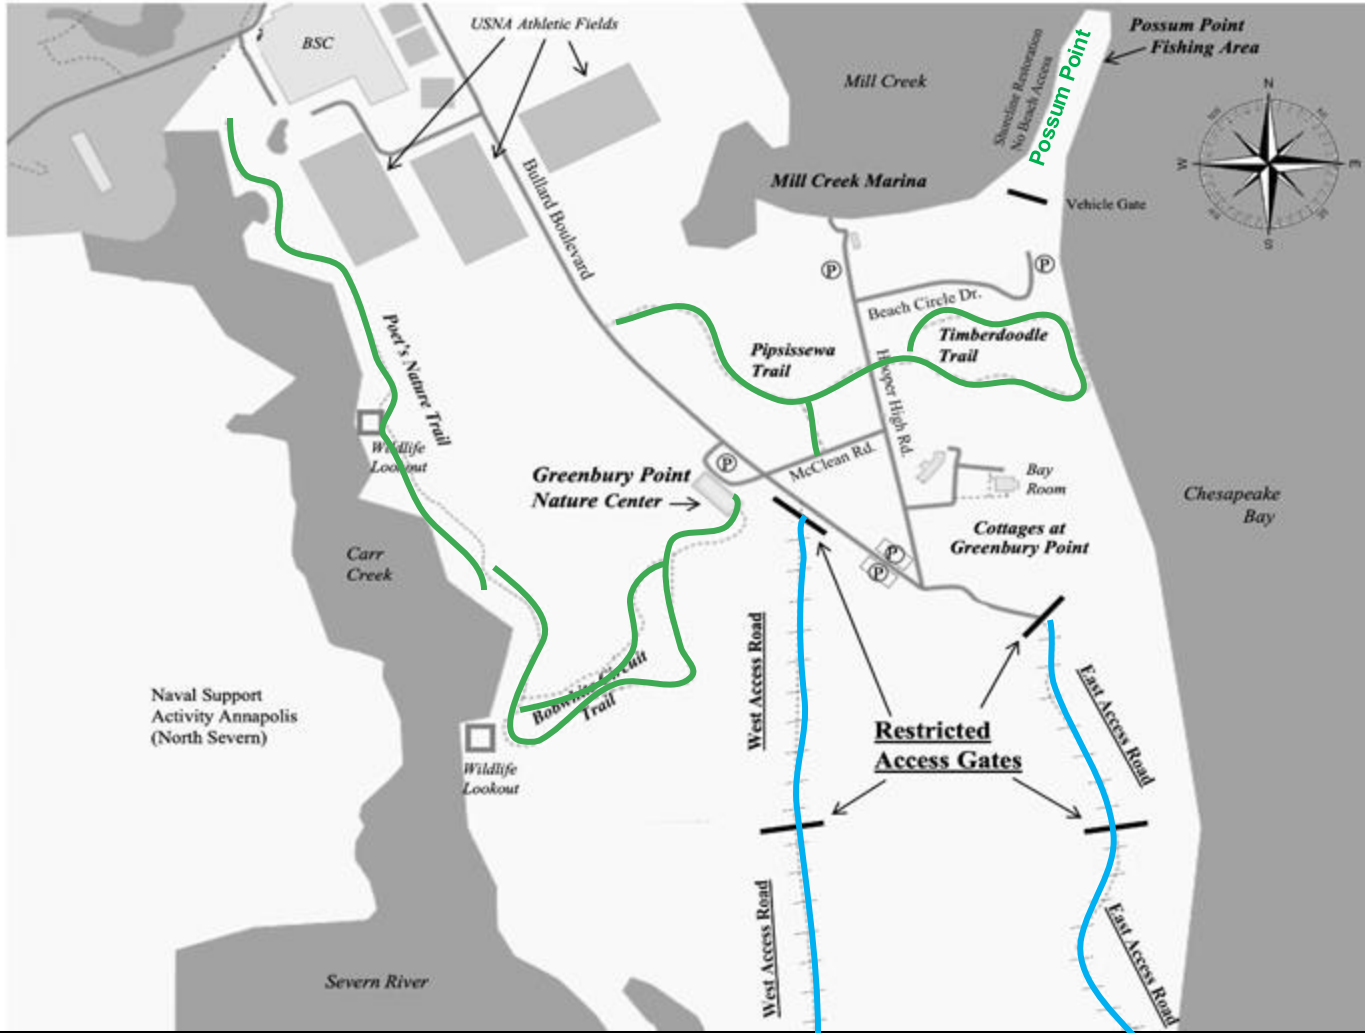 USNA Athletic Fields
BSC
Possum Point
Fishing Area
Possum Point
Shoreline Restoration
No Beach Access
Mill Creek
N
W
E
S
Mill Creek Marina
Vehicle Gate
Bullard Boulevard
P
P
Beach Circle Dr.
Poet's Nature Trail
Pipsissewa
Trail
Timberdoodle
Trail
Hooper High Rd.
Wildlife
Lookout
McClean Rd.
P
Greenbury Point
Nature Center
Bay
Room
Chesapeake
Bay
Cottages at
Greenbury Point
P
P
Carr
Creek
West Access Road
East Access Road
Bobwhite Circuit
Trail
Naval Support
Activity Annapolis
(North Severn)
Restricted
Access Gates
Wildlife
Lookout
West Access Road
East Access Road
Severn River